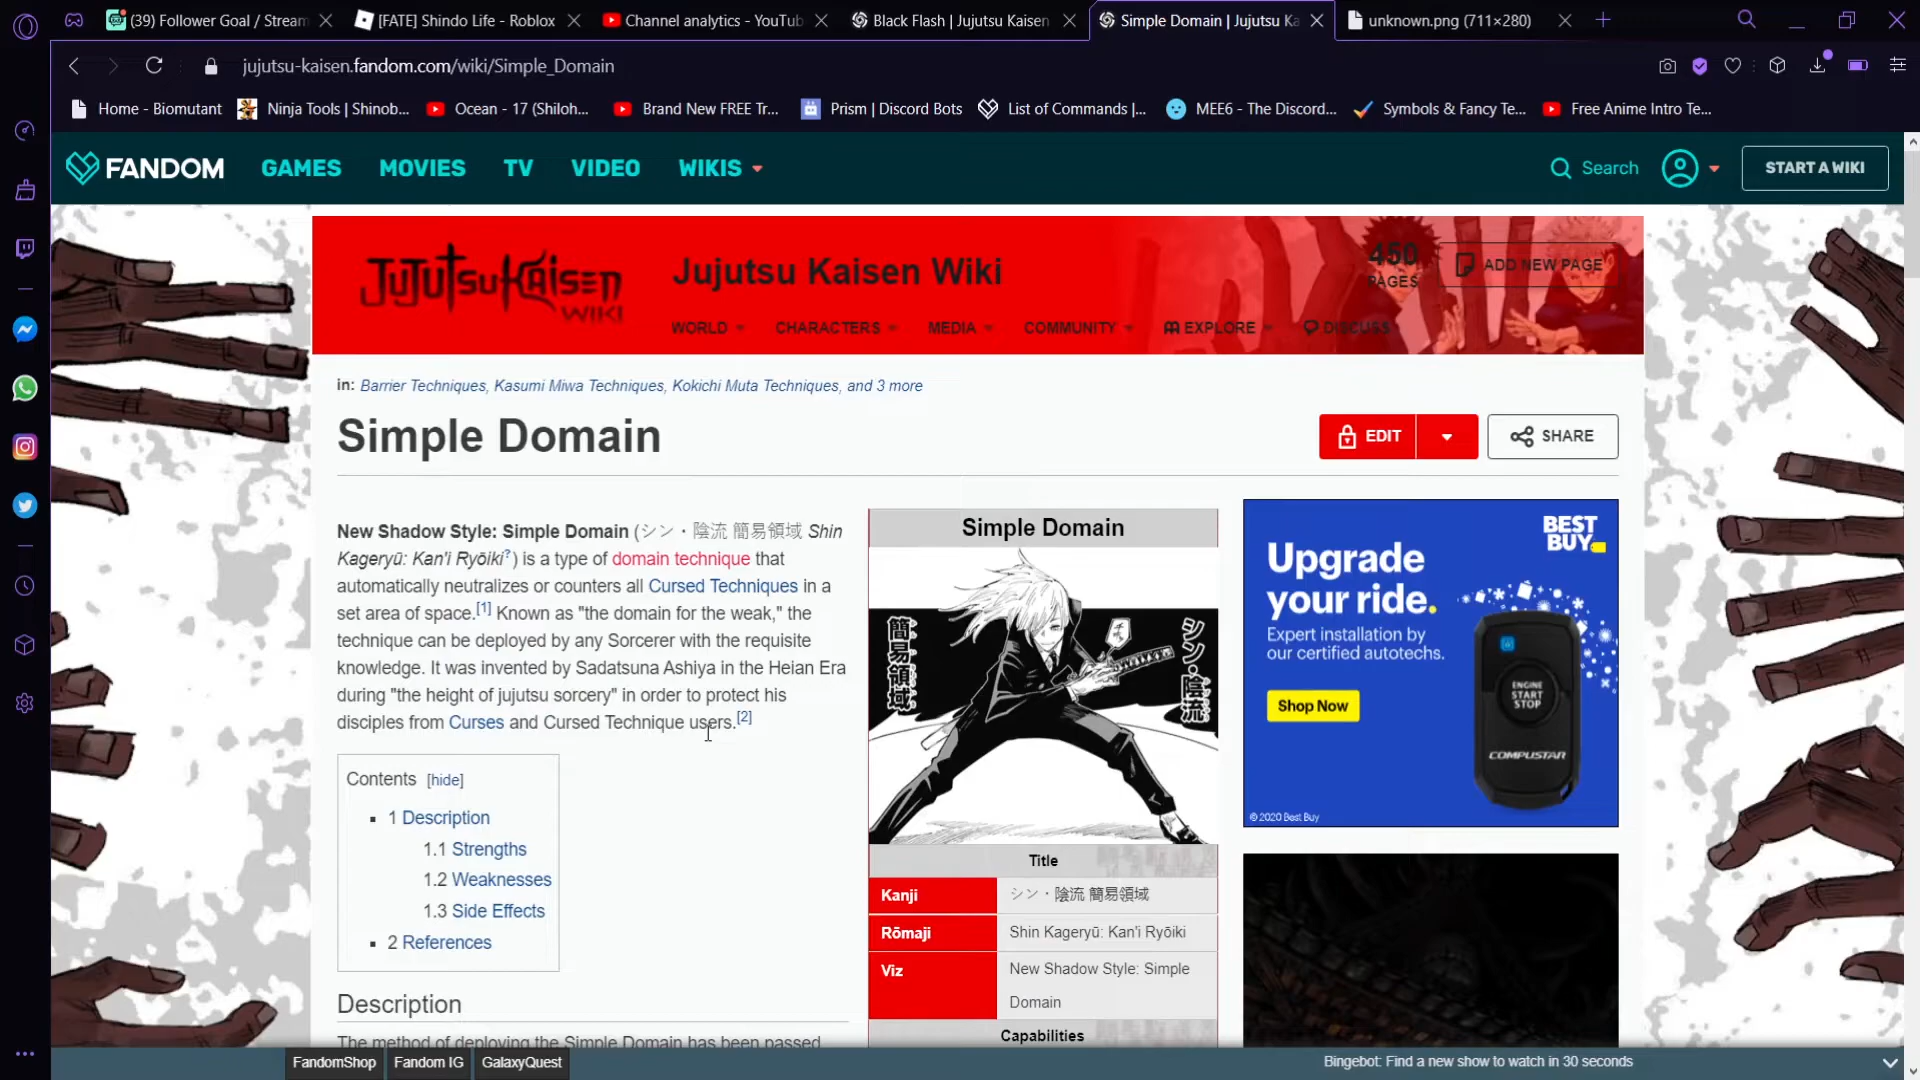 (39) Follower Goal / Stream
[FATE] Shindo Life - Roblox
Channel analytics - YouTub
Black Flash | Jujutsu Kaisen
Simple Domain | Jujutsu Ka
unknown.png (711×280)
jujutsu-kaisen.fandom.com/wiki/Simple_Domain
Home - Biomutant
Ninja Tools | Shinob...
Ocean - 17 (Shiloh...
Brand New FREE Tr...
Prism | Discord Bots
List of Commands |...
MEE6 - The Discord...
Symbols & Fancy Te...
Free Anime Intro Te...
FANDOM
GAMES
MOVIES
TV
VIDEO
WIKIS
Search
START A WIKI
JUJUTSU KAISEN
WIKI
Jujutsu Kaisen Wiki
450
PAGES
ADD NEW PAGE
WORLD
CHARACTERS
MEDIA
COMMUNITY
EXPLORE
DISCUSS
in: Barrier Techniques, Kasumi Miwa Techniques, Kokichi Muta Techniques, and 3 more
Simple Domain
EDIT
SHARE
New Shadow Style: Simple Domain (シン・陰流 簡易領域 Shin
Kageryū: Kan'i Ryōiki?) is a type of domain technique that
automatically neutralizes or counters all Cursed Techniques in a
set area of space.[1] Known as "the domain for the weak," the
technique can be deployed by any Sorcerer with the requisite
knowledge. It was invented by Sadatsuna Ashiya in the Heian Era
during "the height of jujutsu sorcery" in order to protect his
disciples from Curses and Cursed Technique users.[2]
Contents [hide]
1 Description
1.1 Strengths
1.2 Weaknesses
1.3 Side Effects
2 References
Description
The method of deploying the Simple Domain has been passed
Simple Domain
簡易領域
シン・陰流
Title
Kanji
シン・陰流 簡易領域
Rōmaji
Shin Kageryū: Kan'i Ryōiki
Viz
New Shadow Style: Simple
Domain
Capabilities
BEST
BUY
Upgrade
your ride.
Expert installation by
our certified autotechs.
Shop Now
ENGINE
START
STOP
COMPUSTAR
© 2020 Best Buy
FandomShop
Fandom IG
GalaxyQuest
Bingebot: Find a new show to watch in 30 seconds